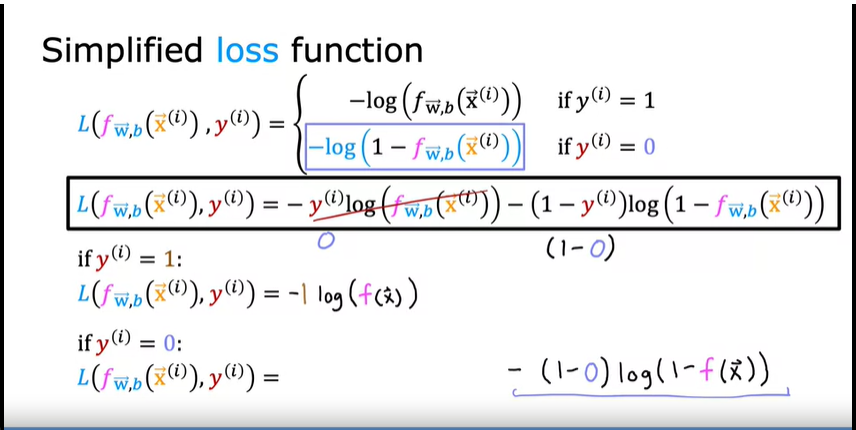 Simplified loss function
L(f_{w⃗,b}(x⃗^{(i)}), y^{(i)}) = { −log(f_{w⃗,b}(x⃗^{(i)})) if y^{(i)} = 1
−log(1 − f_{w⃗,b}(x⃗^{(i)})) if y^{(i)} = 0
L(f_{w⃗,b}(x⃗^{(i)}), y^{(i)}) = − y^{(i)}log(f_{w⃗,b}(x⃗^{(i)})) − (1 − y^{(i)})log(1 − f_{w⃗,b}(x⃗^{(i)}))
0 (1-0)
if y^{(i)} = 1:
L(f_{w⃗,b}(x⃗^{(i)}), y^{(i)}) = -1 log(f(x⃗))
if y^{(i)} = 0:
L(f_{w⃗,b}(x⃗^{(i)}), y^{(i)}) = - (1-0) log(1-f(x⃗))